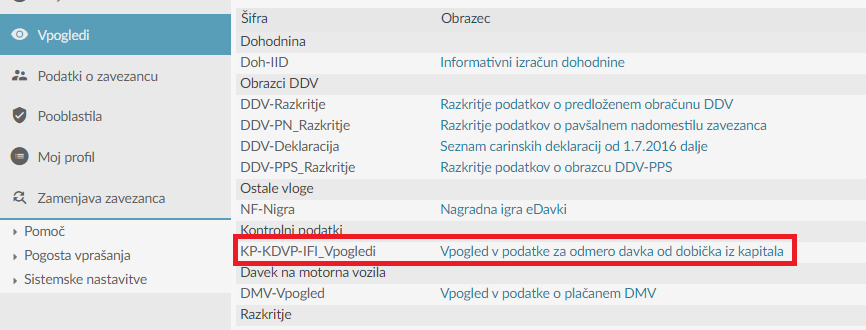 Vpogledi
Podatki o zavezancu
Pooblastila
Moj profil
Zamenjava zavezanca
Pomoč
Pogosta vprašanja
Sistemske nastavitve
Šifra Obrazec
Dohodnina
Doh-IID Informativni izračun dohodnine
Obrazci DDV
DDV-Razkritje Razkritje podatkov o predloženem obračunu DDV
DDV-PN_Razkritje Razkritje podatkov o pavšalnem nadomestilu zavezanca
DDV-Deklaracija Seznam carinskih deklaracij od 1.7.2016 dalje
DDV-PPS_Razkritje Razkritje podatkov o obrazcu DDV-PPS
Ostale vloge
NF-Nigra Nagradna igra eDavki
Kontrolni podatki
KP-KDVP-IFI_Vpogledi Vpogled v podatke za odmero davka od dobička iz kapitala
Davek na motorna vozila
DMV-Vpogled Vpogled v podatke o plačanem DMV
Razkritje